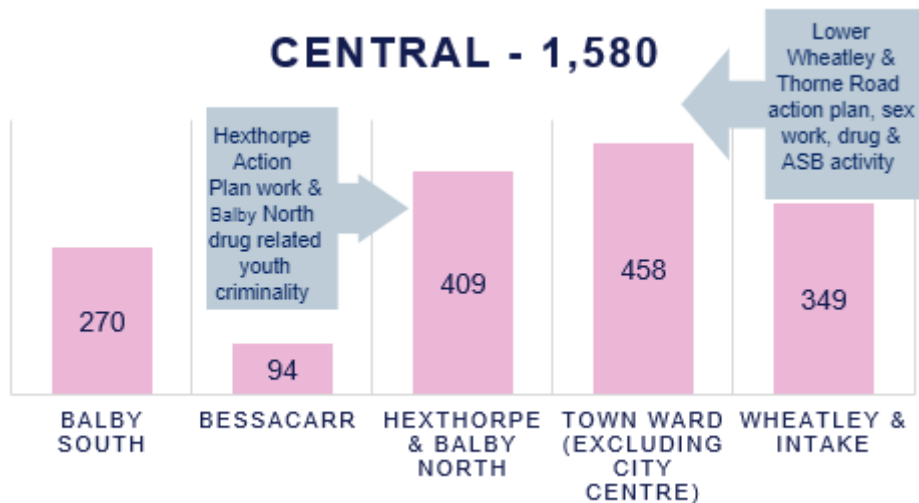 CENTRAL - 1,580
Lower
Wheatley &
Thorne Road
action plan, sex
work, drug &
ASB activity
Hexthorpe
Action
Plan work &
Balby North
drug related
youth
criminality
270
94
409
458
349
BALBY
SOUTH
BESSACARR
HEXTHORPE
& BALBY
NORTH
TOWN WARD
(EXCLUDING
CITY
CENTRE)
WHEATLEY &
INTAKE